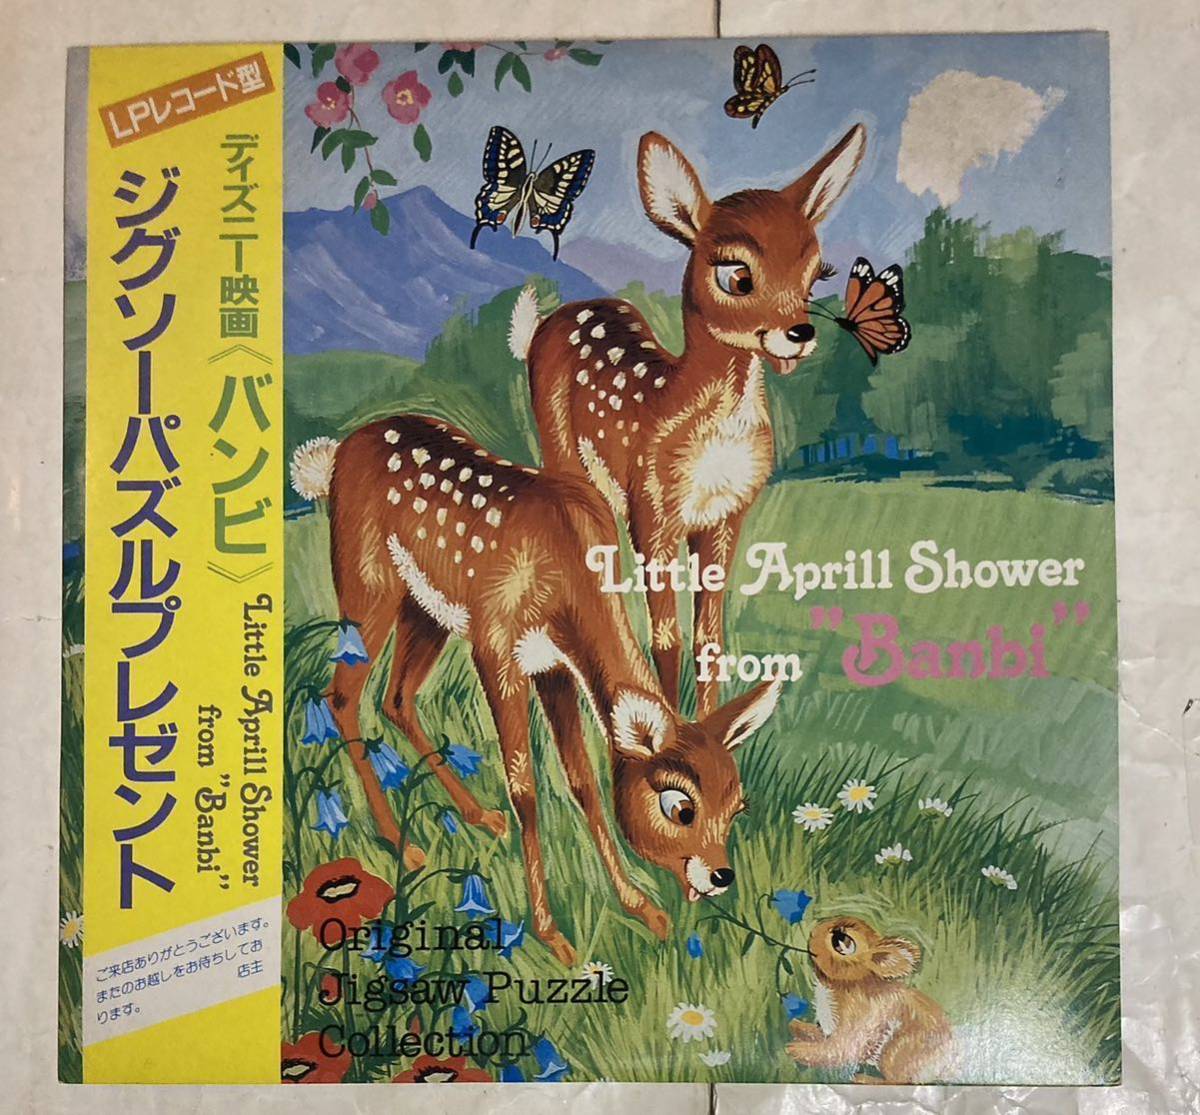 LPレコード型
ディズニー映画《バンビ》
ジグソーパズルプレゼント
Little Aprill Shower
from "Banbi"
ご来店ありがとうございます。
またのお越しをお待ちしてお
ります。
店主
Little Aprill Shower
from "Banbi"
Original
Jigsaw Puzzle
Collection